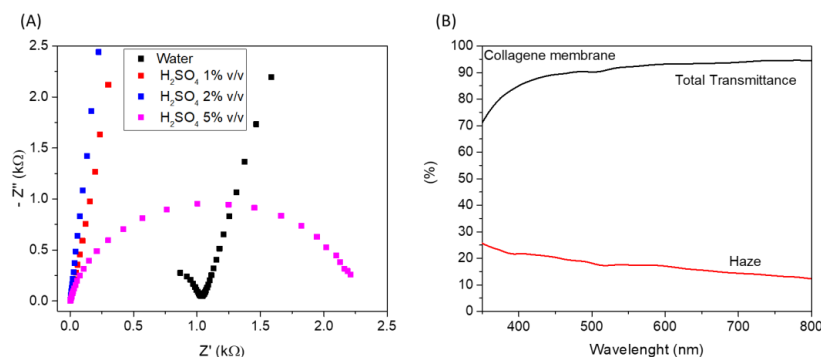 (A)
2.5
2.0
1.5
1.0
0.5
0.0
- Z'' (kΩ)
Water
H₂SO₄ 1% v/v
H₂SO₄ 2% v/v
H₂SO₄ 5% v/v
0.0 0.5 1.0 1.5 2.0 2.5
Z' (kΩ)
(B)
100
90
80
70
60
50
40
30
20
10
0
(%)
Collagene membrane
Total Transmittance
Haze
400 500 600 700 800
Wavelenght (nm)